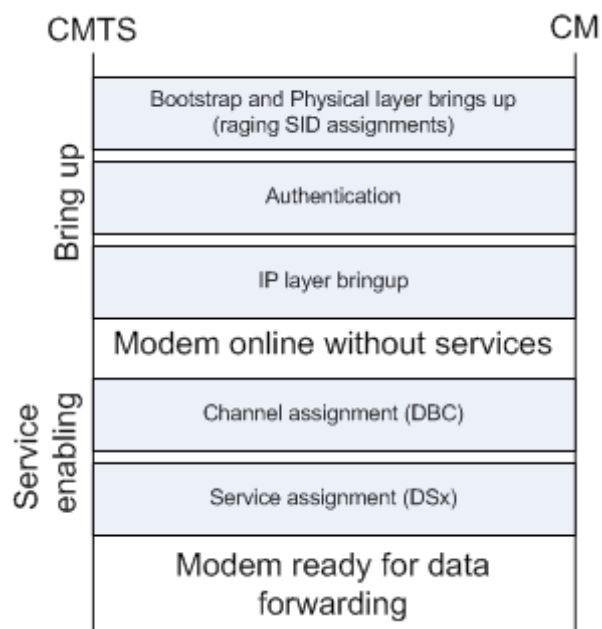 CMTS
CM
Bring up
Bootstrap and Physical layer brings up
(raging SID assignments)
Authentication
IP layer bringup
Modem online without services
Service
enabling
Channel assignment (DBC)
Service assignment (DSx)
Modem ready for data
forwarding